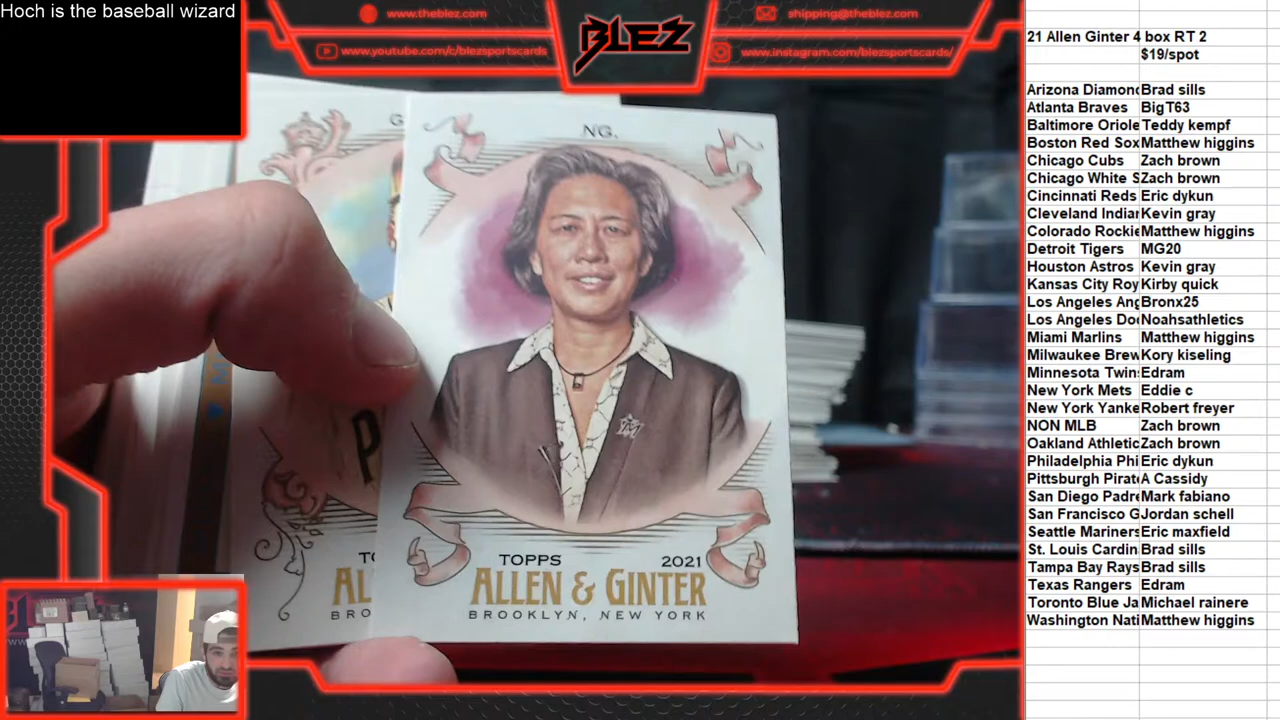 Hoch is the baseball wizard
www.theblez.com
shipping@theblez.com
BLEZ
www.youtube.com/c/blezsportscards
www.instagram.com/blezsportscards/
NG.
TOPPS 2021
ALLEN & GINTER
BROOKLYN, NEW YORK
G
P
TO
AL
BRO
21 Allen Ginter 4 box RT 2
$19/spot
Arizona Diamond Brad sills
Atlanta Braves BigT63
Baltimore Oriole Teddy kempf
Boston Red Sox Matthew higgins
Chicago Cubs Zach brown
Chicago White S Zach brown
Cincinnati Reds Eric dykun
Cleveland Indian Kevin gray
Colorado Rockie Matthew higgins
Detroit Tigers MG20
Houston Astros Kevin gray
Kansas City Roy Kirby quick
Los Angeles Ang Bronx25
Los Angeles Dod Noahsathletics
Miami Marlins Matthew higgins
Milwaukee Brew Kory kiseling
Minnesota Twins Edram
New York Mets Eddie c
New York Yanke Robert freyer
NON MLB Zach brown
Oakland Athletic Zach brown
Philadelphia Phi Eric dykun
Pittsburgh Pirate A Cassidy
San Diego Padre Mark fabiano
San Francisco G Jordan schell
Seattle Mariners Eric maxfield
St. Louis Cardin Brad sills
Tampa Bay Rays Brad sills
Texas Rangers Edram
Toronto Blue Ja Michael rainere
Washington Nati Matthew higgins